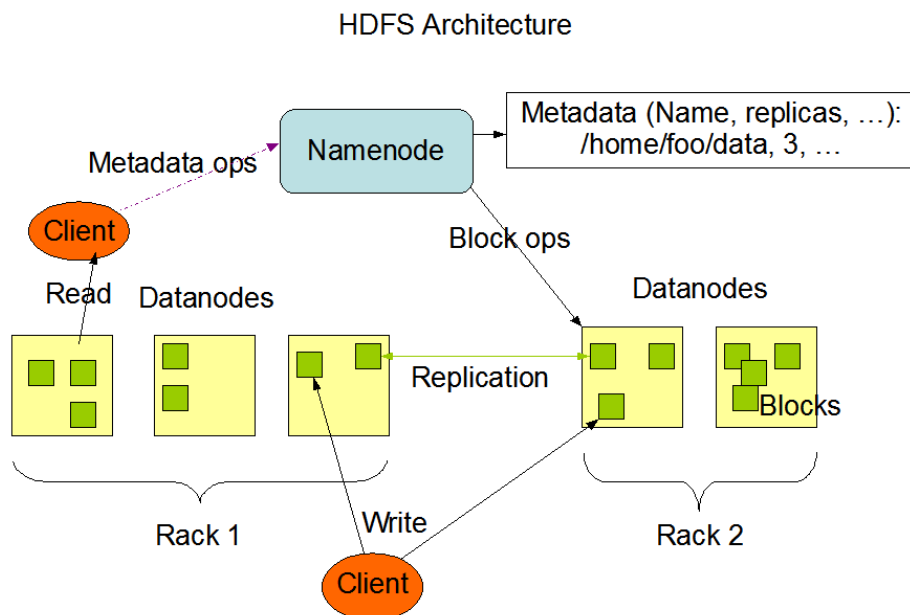 HDFS Architecture
Metadata (Name, replicas, …):
/home/foo/data, 3, …
Namenode
Metadata ops
Client
Block ops
Read
Datanodes
Datanodes
Replication
Blocks
Rack 1
Write
Rack 2
Client